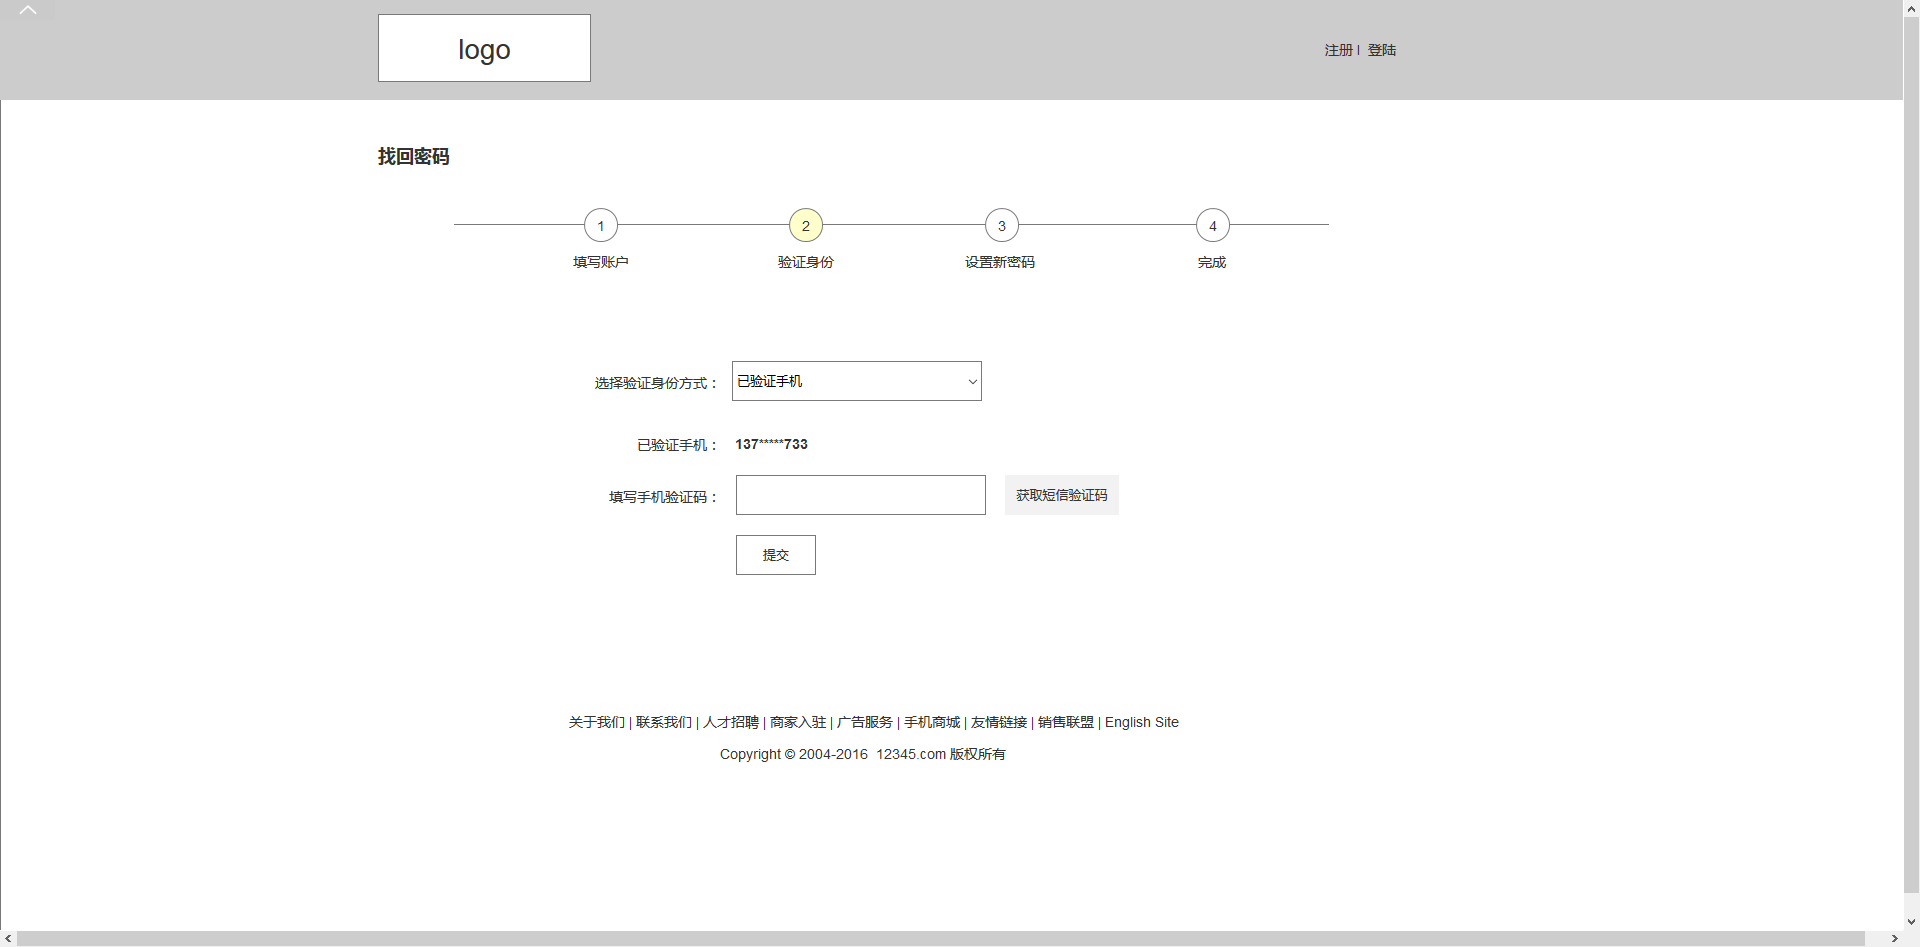 logo
注册 | 登陆
找回密码
1
2
3
4
填写账户
验证身份
设置新密码
完成
选择验证身份方式：
已验证手机
已验证手机：
137*****733
填写手机验证码：
获取短信验证码
提交
关于我们 | 联系我们 | 人才招聘 | 商家入驻 | 广告服务 | 手机商城 | 友情链接 | 销售联盟 | English Site
Copyright © 2004-2016 12345.com 版权所有